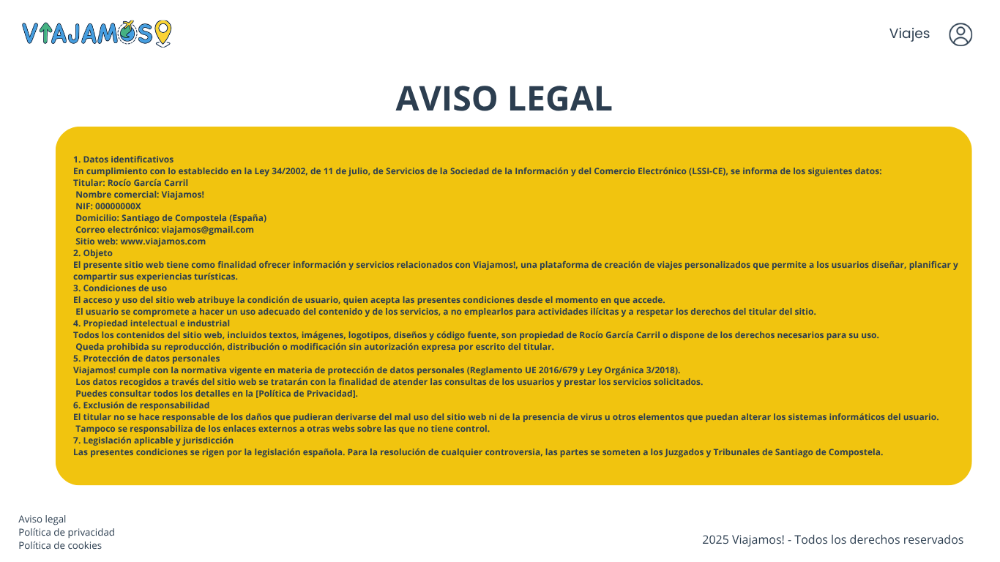 VIAJAMOS
Viajes
AVISO LEGAL
1. Datos identificativos
En cumplimiento con lo establecido en la Ley 34/2002, de 11 de julio, de Servicios de la Sociedad de la Información y del Comercio Electrónico (LSSI-CE), se informa de los siguientes datos:
Titular: Rocío García Carril
Nombre comercial: Viajamos!
NIF: 00000000X
Domicilio: Santiago de Compostela (España)
Correo electrónico: viajamos@gmail.com
Sitio web: www.viajamos.com
2. Objeto
El presente sitio web tiene como finalidad ofrecer información y servicios relacionados con Viajamos!, una plataforma de creación de viajes personalizados que permite a los usuarios diseñar, planificar y
compartir sus experiencias turísticas.
3. Condiciones de uso
El acceso y uso del sitio web atribuye la condición de usuario, quien acepta las presentes condiciones desde el momento en que accede.
El usuario se compromete a hacer un uso adecuado del contenido y de los servicios, a no emplearlos para actividades ilícitas y a respetar los derechos del titular del sitio.
4. Propiedad intelectual e industrial
Todos los contenidos del sitio web, incluidos textos, imágenes, logotipos, diseños y código fuente, son propiedad de Rocío García Carril o dispone de los derechos necesarios para su uso.
Queda prohibida su reproducción, distribución o modificación sin autorización expresa por escrito del titular.
5. Protección de datos personales
Viajamos! cumple con la normativa vigente en materia de protección de datos personales (Reglamento UE 2016/679 y Ley Orgánica 3/2018).
Los datos recogidos a través del sitio web se tratarán con la finalidad de atender las consultas de los usuarios y prestar los servicios solicitados.
Puedes consultar todos los detalles en la [Política de Privacidad].
6. Exclusión de responsabilidad
El titular no se hace responsable de los daños que pudieran derivarse del mal uso del sitio web ni de la presencia de virus u otros elementos que puedan alterar los sistemas informáticos del usuario.
Tampoco se responsabiliza de los enlaces externos a otras webs sobre las que no tiene control.
7. Legislación aplicable y jurisdicción
Las presentes condiciones se rigen por la legislación española. Para la resolución de cualquier controversia, las partes se someten a los Juzgados y Tribunales de Santiago de Compostela.
Aviso legal
Política de privacidad
Política de cookies
2025 Viajamos! - Todos los derechos reservados